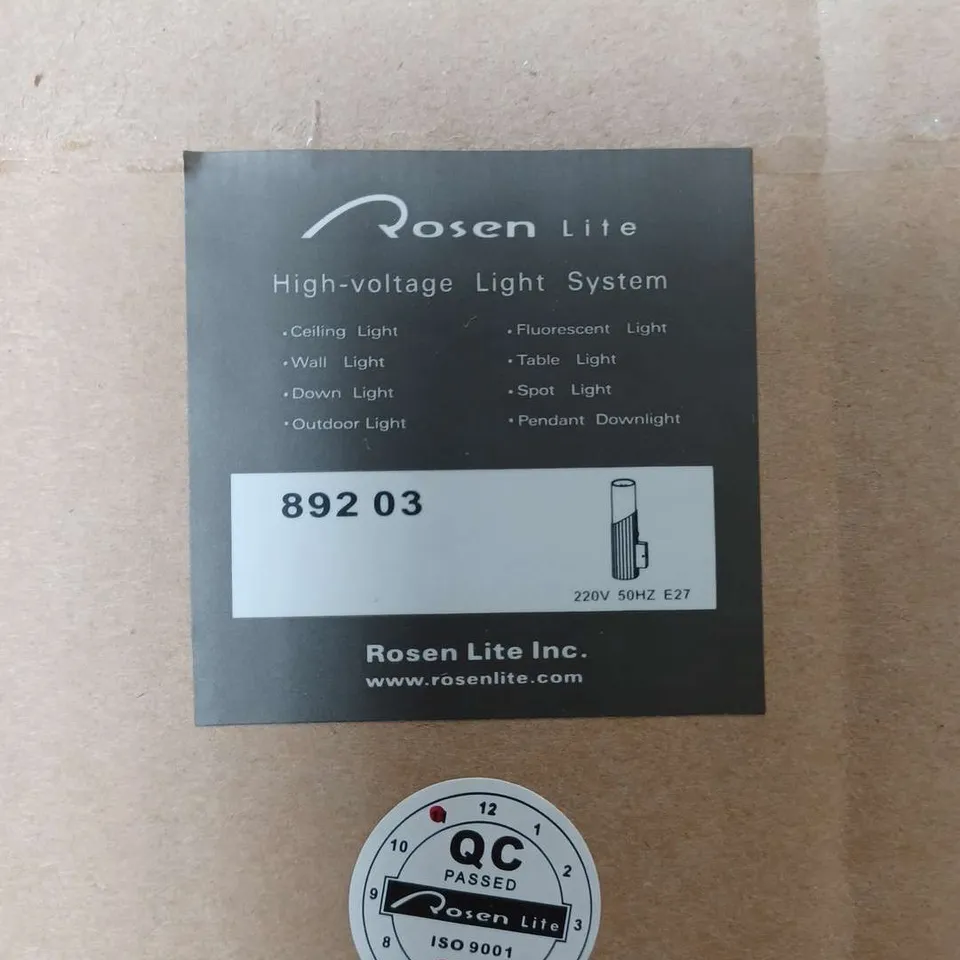 Rosen Lite
High-voltage Light System
•Ceiling Light
•Fluorescent Light
•Wall Light
•Table Light
•Down Light
•Spot Light
•Outdoor Light
•Pendant Downlight
892 03
220V 50HZ E27
Rosen Lite Inc.
www.rosenlite.com
12
1
2
3
10
9
8
QC
PASSED
Rosen Lite
ISO 9001